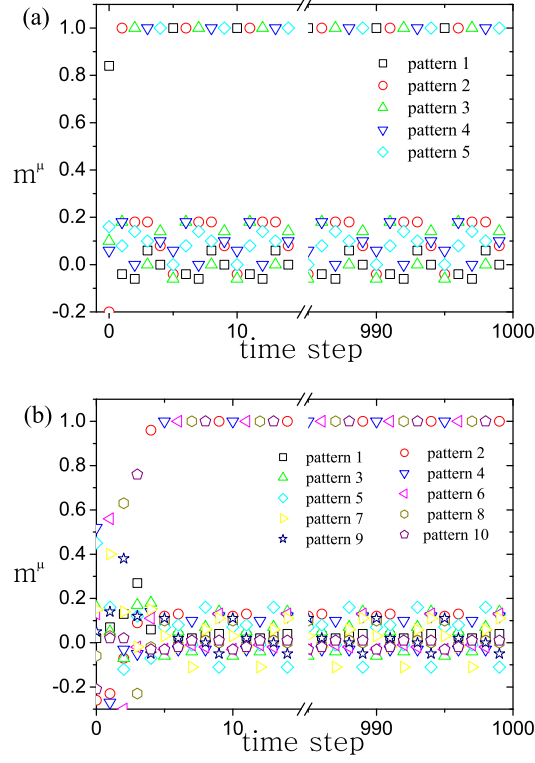 (a)
1.0
0.8
0.6
0.4
0.2
0.0
-0.2
m^μ
pattern 1
pattern 2
pattern 3
pattern 4
pattern 5
0 10 990 1000
time step
(b)
1.0
0.8
0.6
0.4
0.2
0.0
-0.2
m^μ
pattern 1 pattern 2
pattern 3 pattern 4
pattern 5 pattern 6
pattern 7 pattern 8
pattern 9 pattern 10
0 10 990 1000
time step